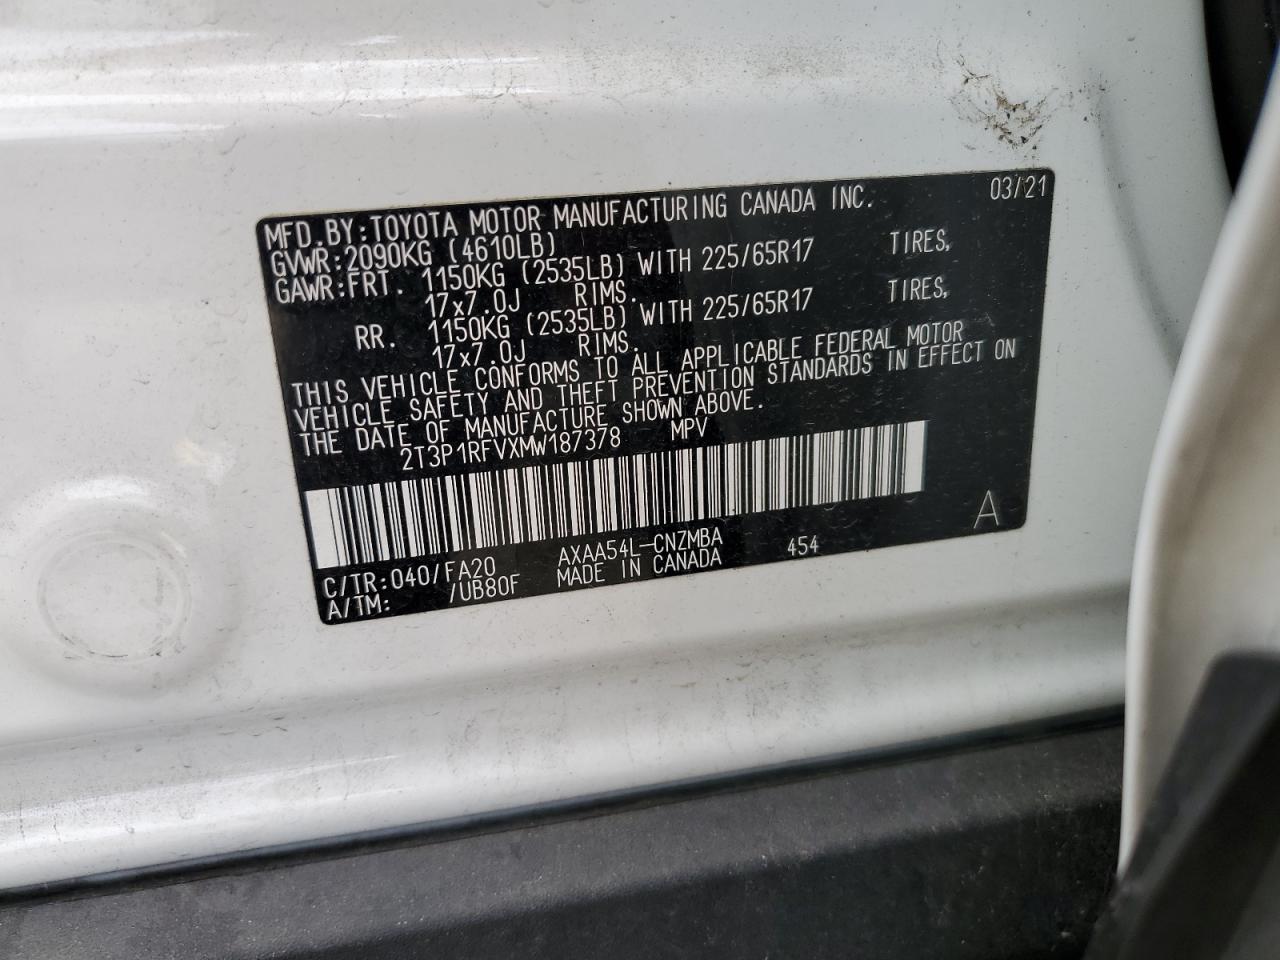 MFD.BY:TOYOTA MOTOR MANUFACTURING CANADA INC. 03/21
GVWR:2090KG (4610LB)
GAWR:FRT. 1150KG (2535LB) WITH 225/65R17 TIRES,
17x7.0J RIMS.
RR. 1150KG (2535LB) WITH 225/65R17 TIRES,
17x7.0J RIMS.
THIS VEHICLE CONFORMS TO ALL APPLICABLE FEDERAL MOTOR
VEHICLE SAFETY AND THEFT PREVENTION STANDARDS IN EFFECT ON
THE DATE OF MANUFACTURE SHOWN ABOVE.
2T3P1RFVXMW187378 MPV
A
C/TR:040/FA20 AXAA54L-CNZMBA 454
A/TM: /UB80F MADE IN CANADA